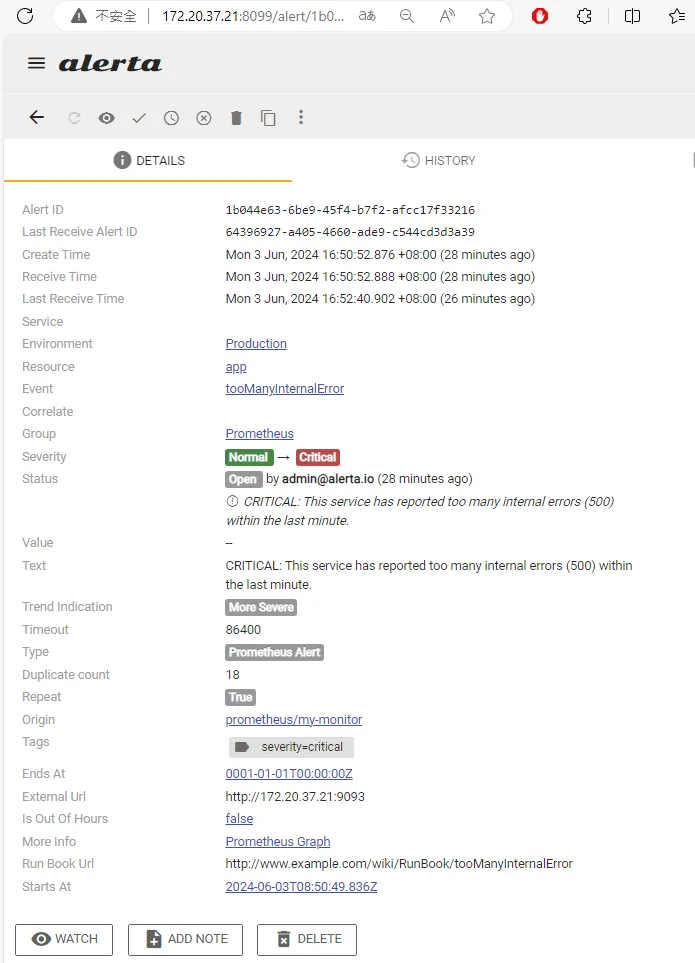 不安全 172.20.37.21:8099/alert/1b0... aあ A
alerta
DETAILS HISTORY
Alert ID 1b044e63-6be9-45f4-b7f2-afcc17f33216
Last Receive Alert ID 64396927-a405-4660-ade9-c544cd3d3a39
Create Time Mon 3 Jun, 2024 16:50:52.876 +08:00 (28 minutes ago)
Receive Time Mon 3 Jun, 2024 16:50:52.888 +08:00 (28 minutes ago)
Last Receive Time Mon 3 Jun, 2024 16:52:40.902 +08:00 (26 minutes ago)
Service
Environment Production
Resource app
Event tooManyInternalError
Correlate
Group Prometheus
Severity Normal → Critical
Status Open by admin@alerta.io (28 minutes ago)
CRITICAL: This service has reported too many internal errors (500)
within the last minute.
Value --
Text CRITICAL: This service has reported too many internal errors (500) within
the last minute.
Trend Indication More Severe
Timeout 86400
Type Prometheus Alert
Duplicate count 18
Repeat True
Origin prometheus/my-monitor
Tags severity=critical
Ends At 0001-01-01T00:00:00Z
External Url http://172.20.37.21:9093
Is Out Of Hours false
More Info Prometheus Graph
Run Book Url http://www.example.com/wiki/RunBook/tooManyInternalError
Starts At 2024-06-03T08:50:49.836Z
WATCH ADD NOTE DELETE